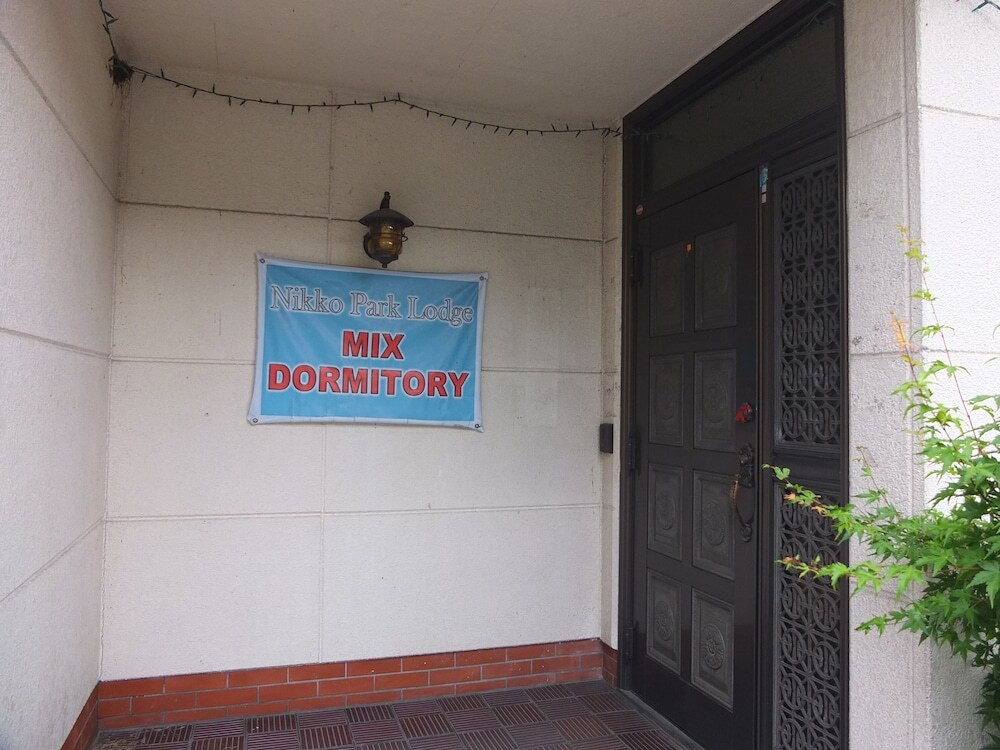 Nikko Park Lodge
MIX
DORMITORY